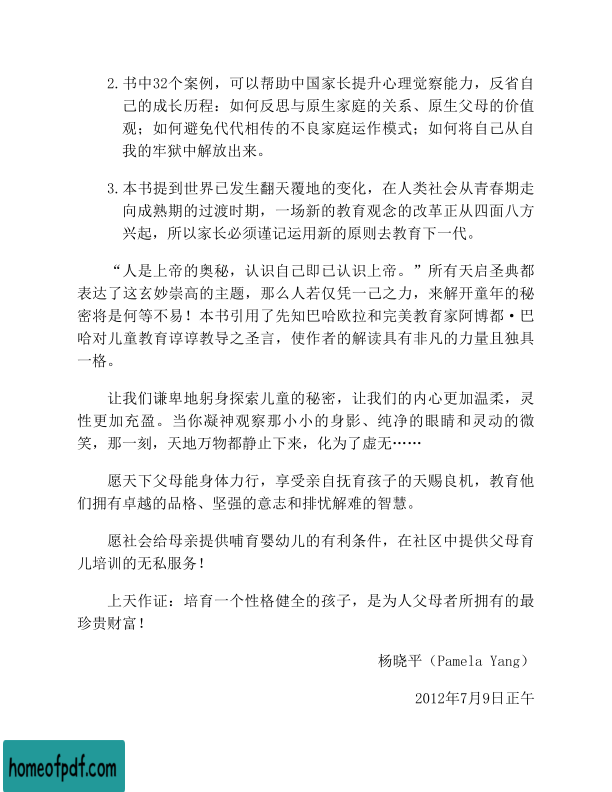 2. 书中32个案例，可以帮助中国家长提升心理觉察能力，反省自
己的成长历程：如何反思与原生家庭的关系、原生父母的价值
观；如何避免代代相传的不良家庭运作模式；如何将自己从自
我的牢狱中解放出来。
3. 本书提到世界已发生翻天覆地的变化，在人类社会从青春期走
向成熟期的过渡时期，一场新的教育观念的改革正从四面八方
兴起，所以家长必须谨记运用新的原则去教育下一代。
“人是上帝的奥秘，认识自己即已认识上帝。”所有天启圣典都
表达了这玄妙崇高的主题，那么人若仅凭一己之力，来解开童年的秘
密将是何等不易！本书引用了先知巴哈欧拉和完美教育家阿博都·巴
哈对儿童教育谆谆教导之圣言，使作者的解读具有非凡的力量且独具
一格。
让我们谦卑地躬身探索儿童的秘密，让我们的内心更加温柔，灵
性更加充盈。当你凝神观察那小小的身影、纯净的眼睛和灵动的微
笑，那一刻，天地万物都静止下来，化为了虚无……
愿天下父母能身体力行，享受亲自抚育孩子的天赐良机，教育他
们拥有卓越的品格、坚强的意志和排忧解难的智慧。
愿社会给母亲提供哺育婴幼儿的有利条件，在社区中提供父母育
儿培训的无私服务！
上天作证：培育一个性格健全的孩子，是为人父母者所拥有的最
珍贵财富！
杨晓平（Pamela Yang）
2012年7月9日正午
homeofpdf.com